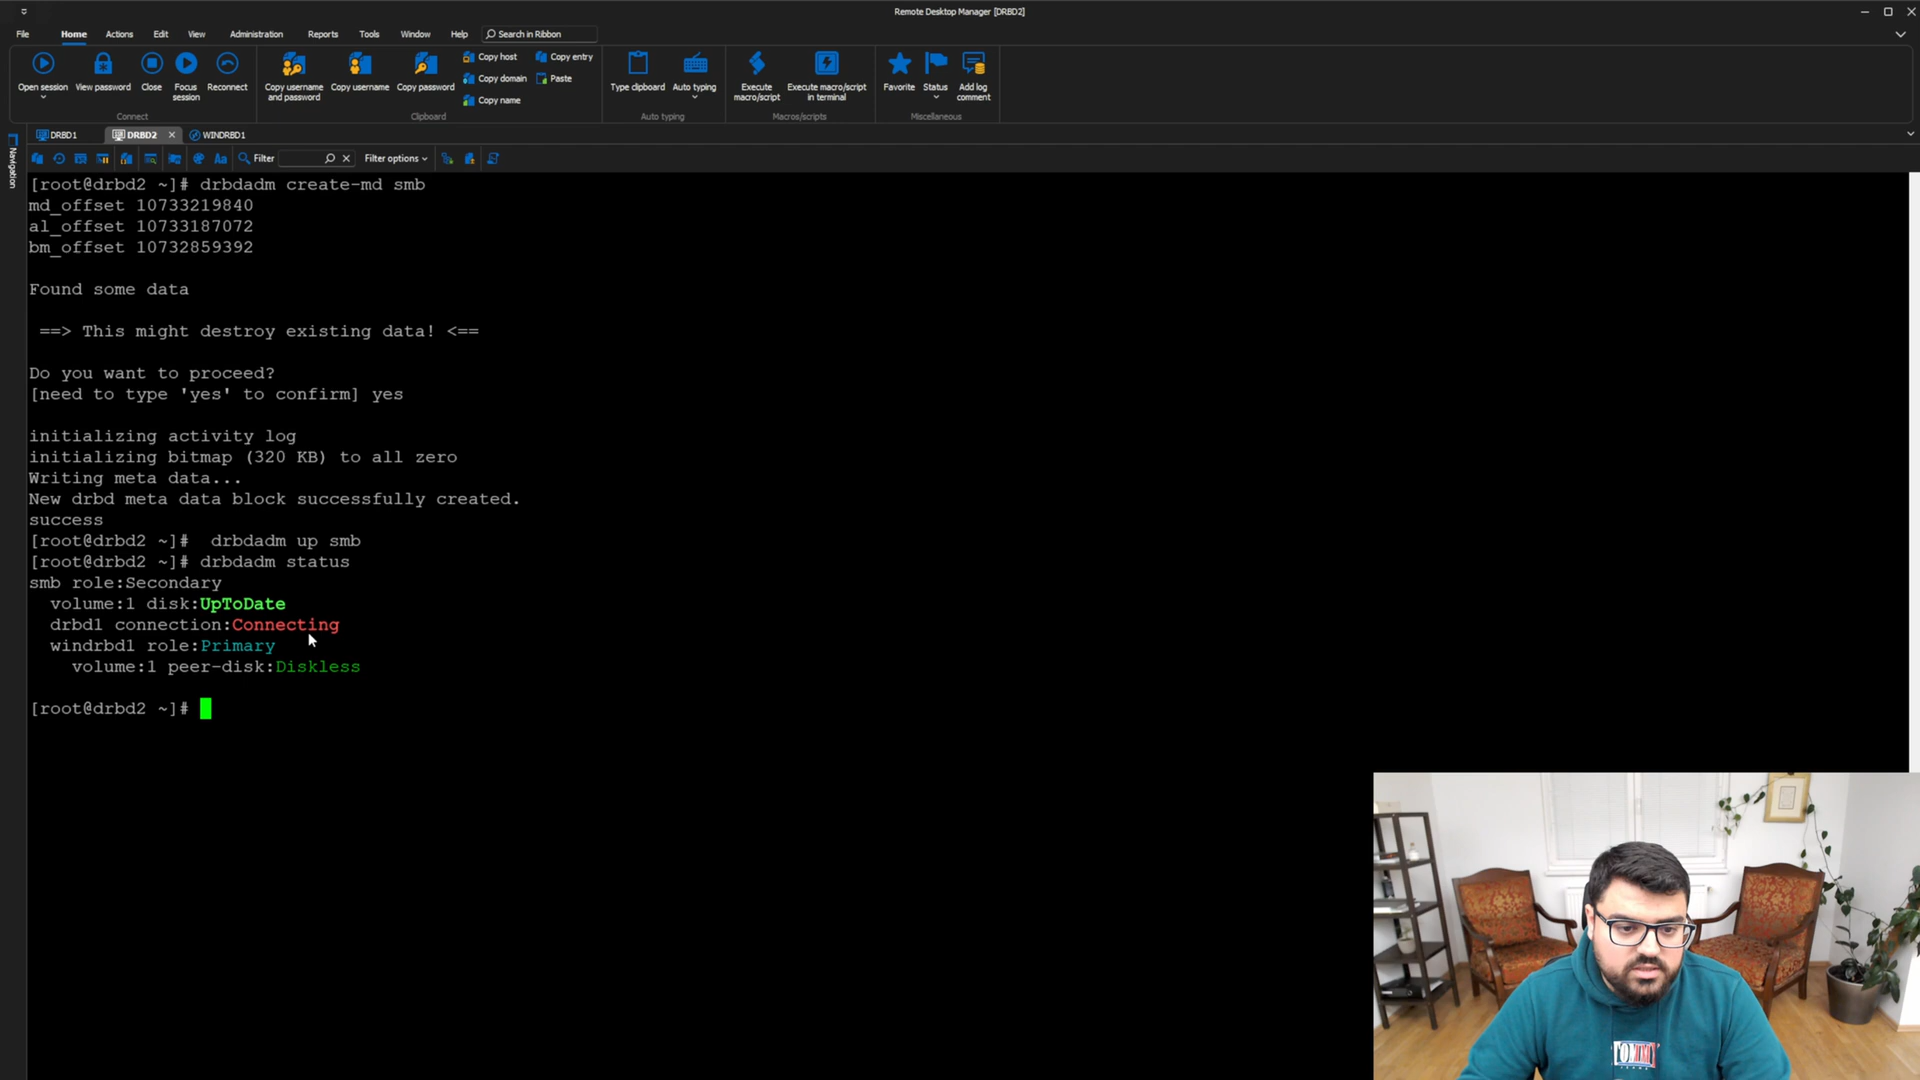 Remote Desktop Manager [DRBD2]
File Home Actions Edit View Administration Reports Tools Window Help Search in Ribbon
Open session View password Close Focus session Reconnect
Connect
Copy username and password Copy username Copy password
Copy host Copy entry
Copy domain Paste
Copy name
Clipboard
Type clipboard Auto typing
Auto typing
Execute macro/script Execute macro/script in terminal
Macros/scripts
Favorite Status Add log comment
Miscellaneous
DRBD1 DRBD2 WINDRBD1
Navigation
Aa Filter Filter options
[root@drbd2 ~]# drbdadm create-md smb
md_offset 10733219840
al_offset 10733187072
bm_offset 10732859392
Found some data
==> This might destroy existing data! <==
Do you want to proceed?
[need to type 'yes' to confirm] yes
initializing activity log
initializing bitmap (320 KB) to all zero
Writing meta data...
New drbd meta data block successfully created.
success
[root@drbd2 ~]#  drbdadm up smb
[root@drbd2 ~]# drbdadm status
smb role:Secondary
volume:1 disk:UpToDate
drbd1 connection:Connecting
windrbd1 role:Primary
volume:1 peer-disk:Diskless
[root@drbd2 ~]#